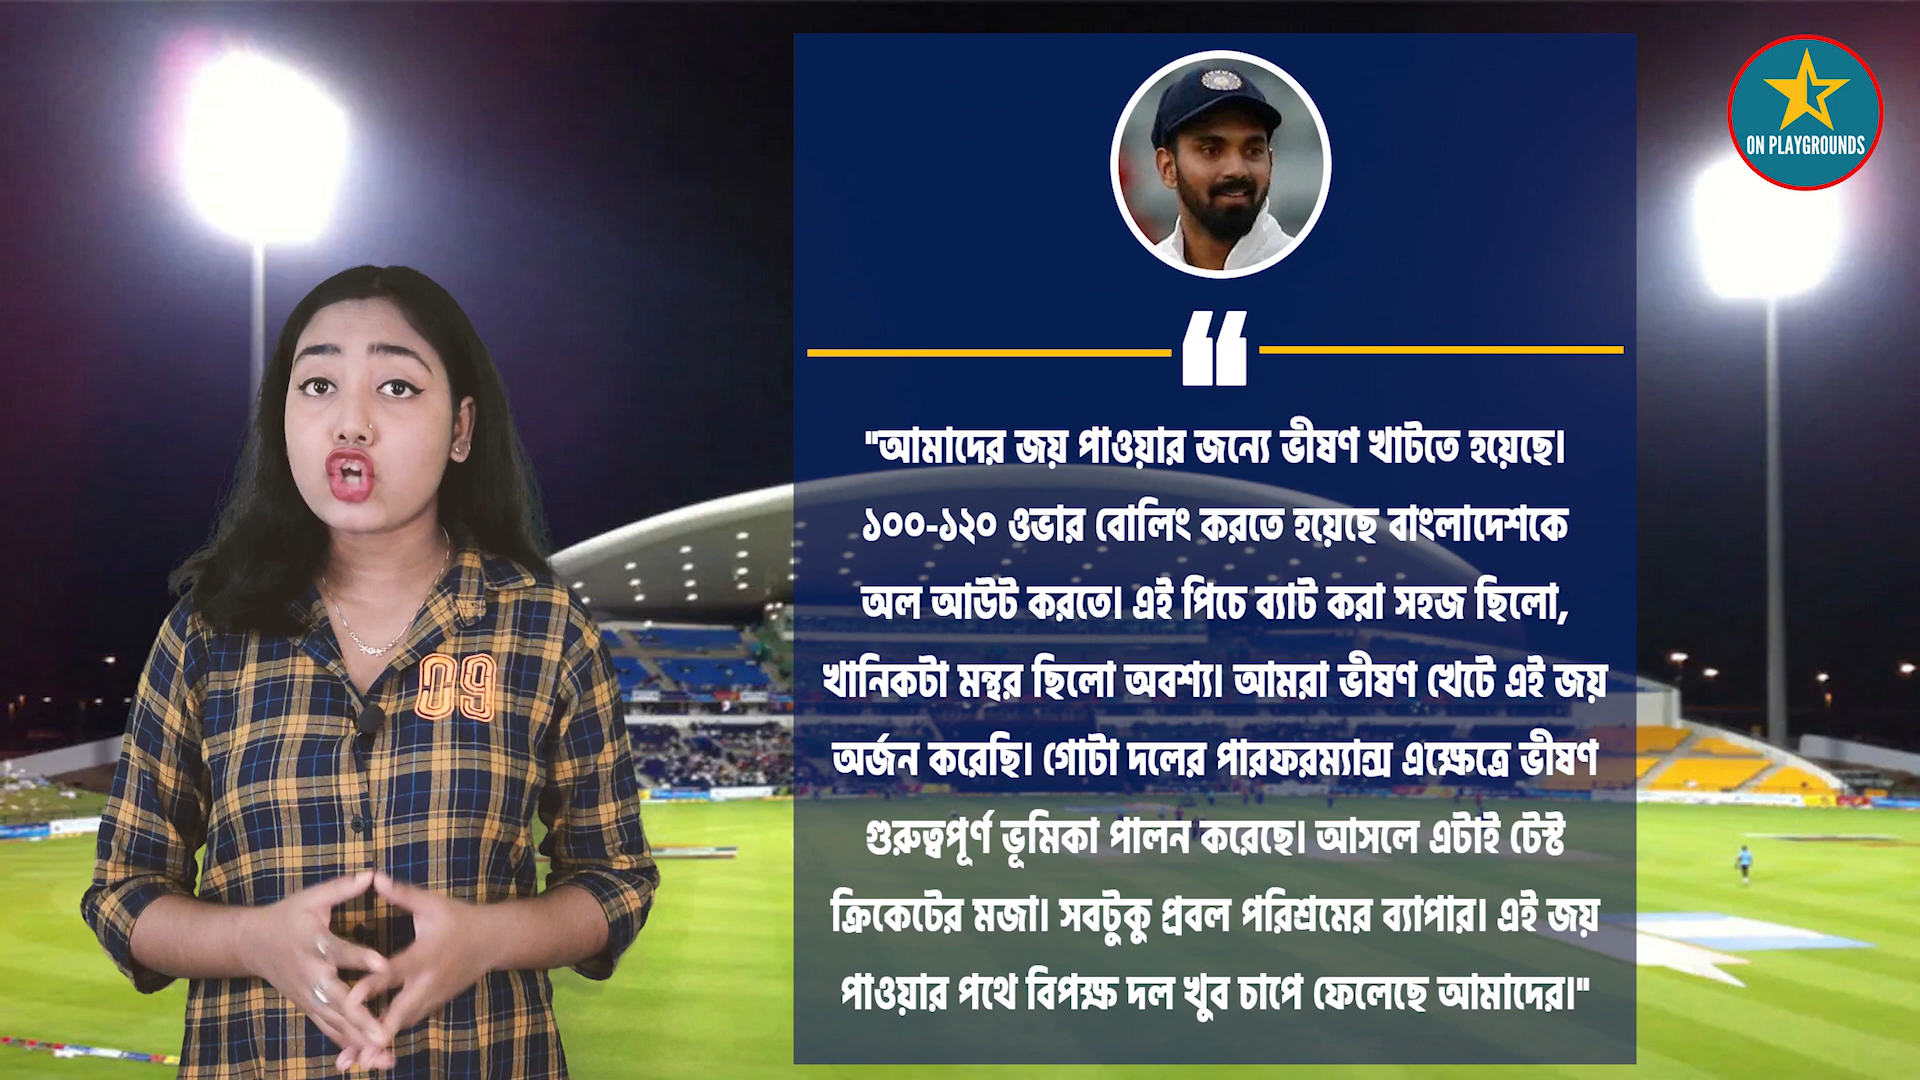 ON PLAYGROUNDS
"আমাদের জয় পাওয়ার জন্যে ভীষণ খাটতে হয়েছে।
১০০-১২০ ওভার বোলিং করতে হয়েছে বাংলাদেশকে
অল আউট করতে। এই পিচে ব্যাট করা সহজ ছিলো,
খানিকটা মন্থর ছিলো অবশ্য। আমরা ভীষণ খেটে এই জয়
অর্জন করেছি। গোটা দলের পারফরম্যান্স এক্ষেত্রে ভীষণ
গুরুত্বপূর্ণ ভূমিকা পালন করেছে। আসলে এটাই টেস্ট
ক্রিকেটের মজা। সবটুকু প্রবল পরিশ্রমের ব্যাপার। এই জয়
পাওয়ার পথে বিপক্ষ দল খুব চাপে ফেলেছে আমাদের।"
09